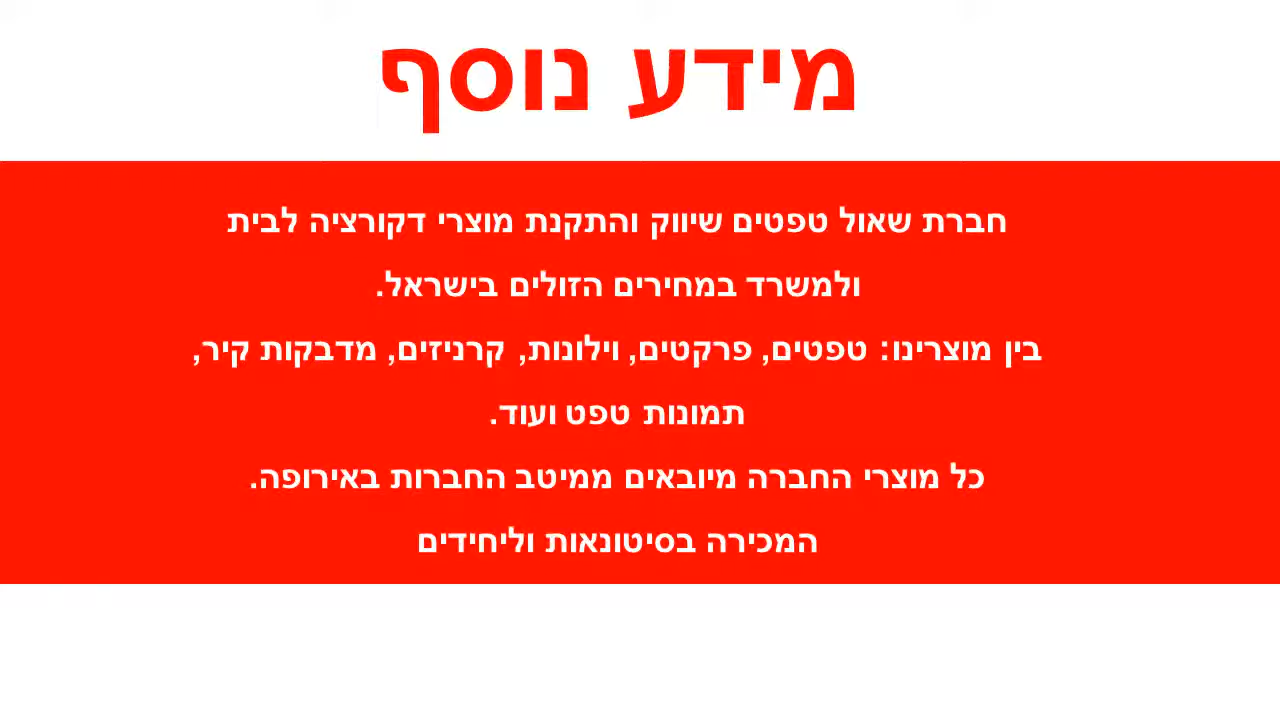 מידע נוסף
חברת שאול טפטים שיווק והתקנת מוצרי דקורציה לבית
ולמשרד במחירים הזולים בישראל.
בין מוצרינו: טפטים, פרקטים, וילונות, קרניזים, מדבקות קיר,
תמונות טפט ועוד.
כל מוצרי החברה מיובאים ממיטב החברות באירופה.
המכירה בסיטונאות וליחידים